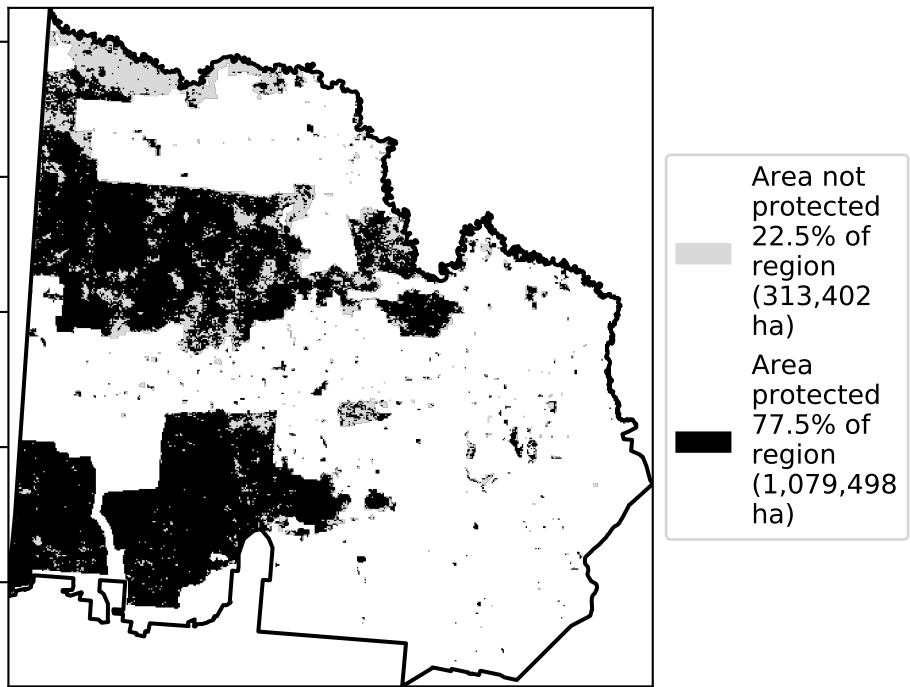 Area not
protected
22.5% of
region
(313,402
ha)
Area
protected
77.5% of
region
(1,079,498
ha)